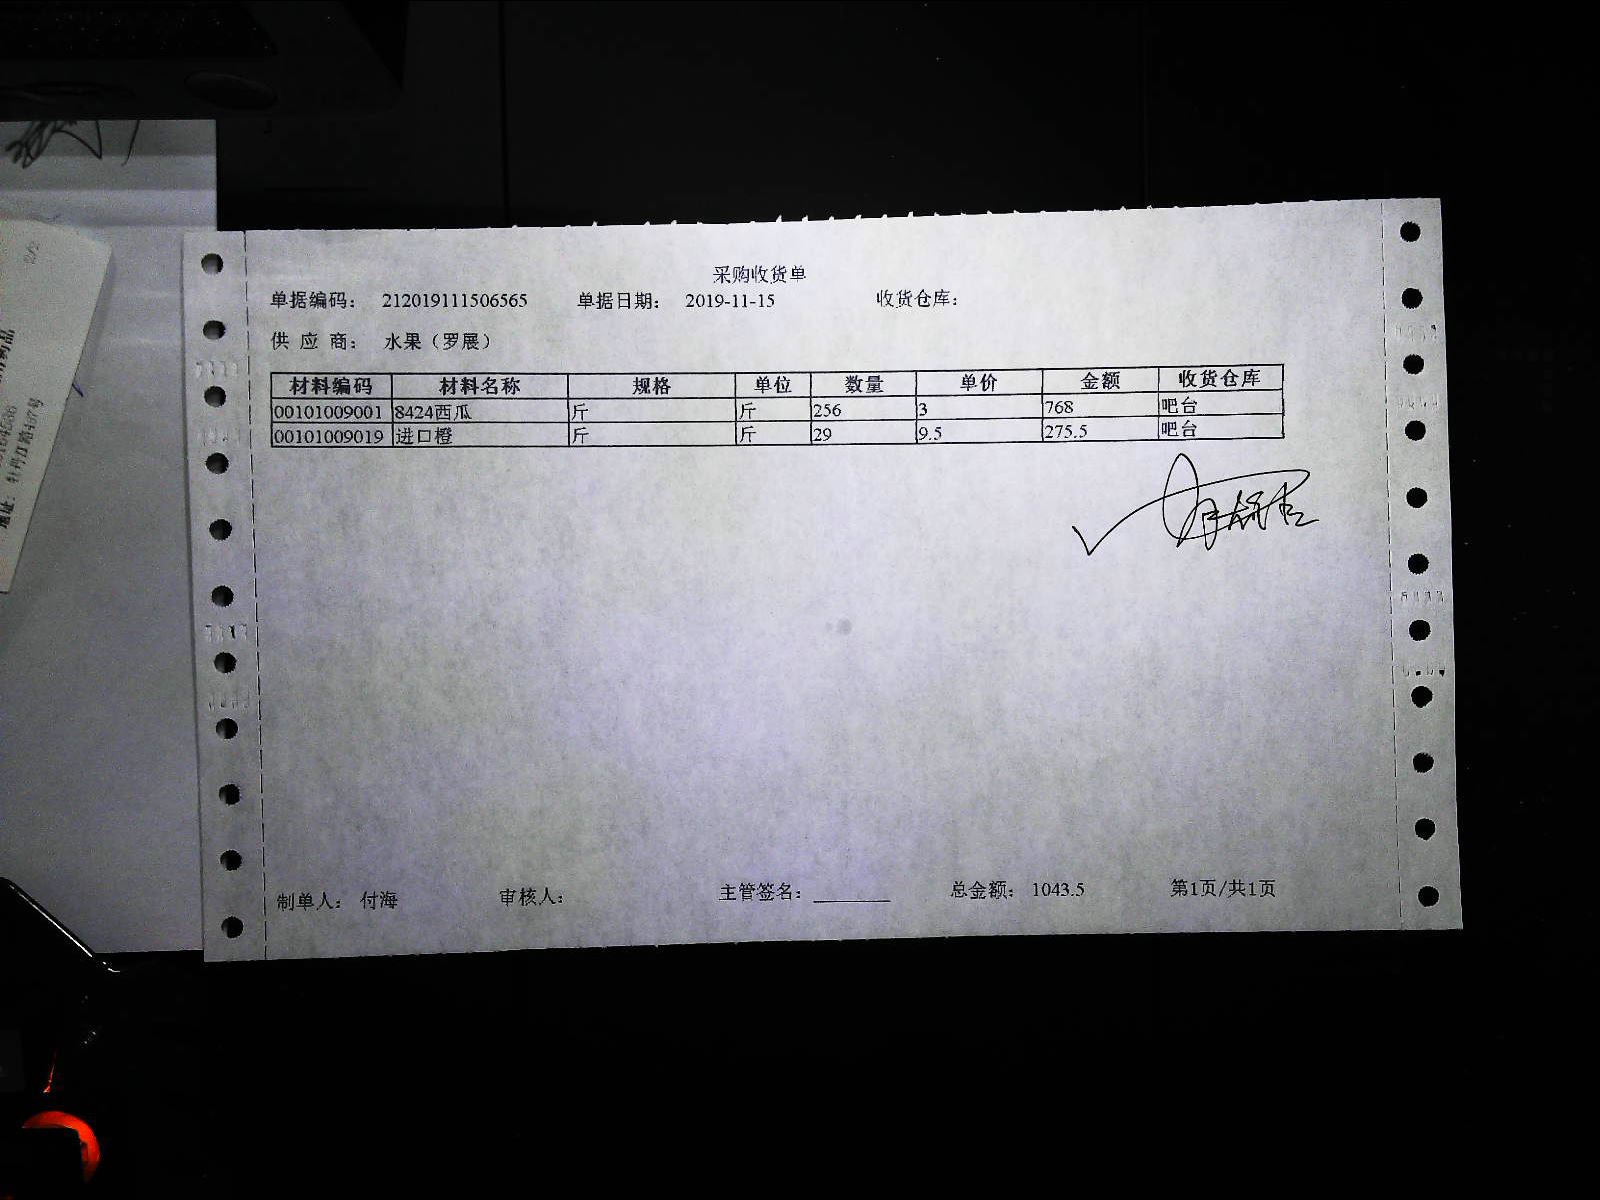 采购收货单
单据编码： 212019111506565 单据日期： 2019-11-15 收货仓库：
供 应 商： 水果（罗展）
材料编码 材料名称 规格 单位 数量 单价 金额 收货仓库
00101009001 8424西瓜 斤 斤 256 3 768 吧台
00101009019 进口橙 斤 斤 29 9.5 275.5 吧台
制单人： 付海 审核人： 主管签名： 总金额： 1043.5 第1页/共1页